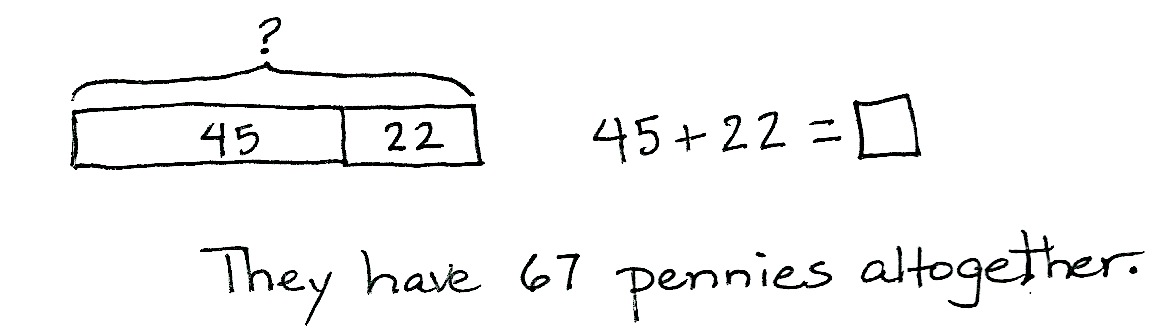 ?
45 22 45 + 22 = □
They have 67 pennies altogether.